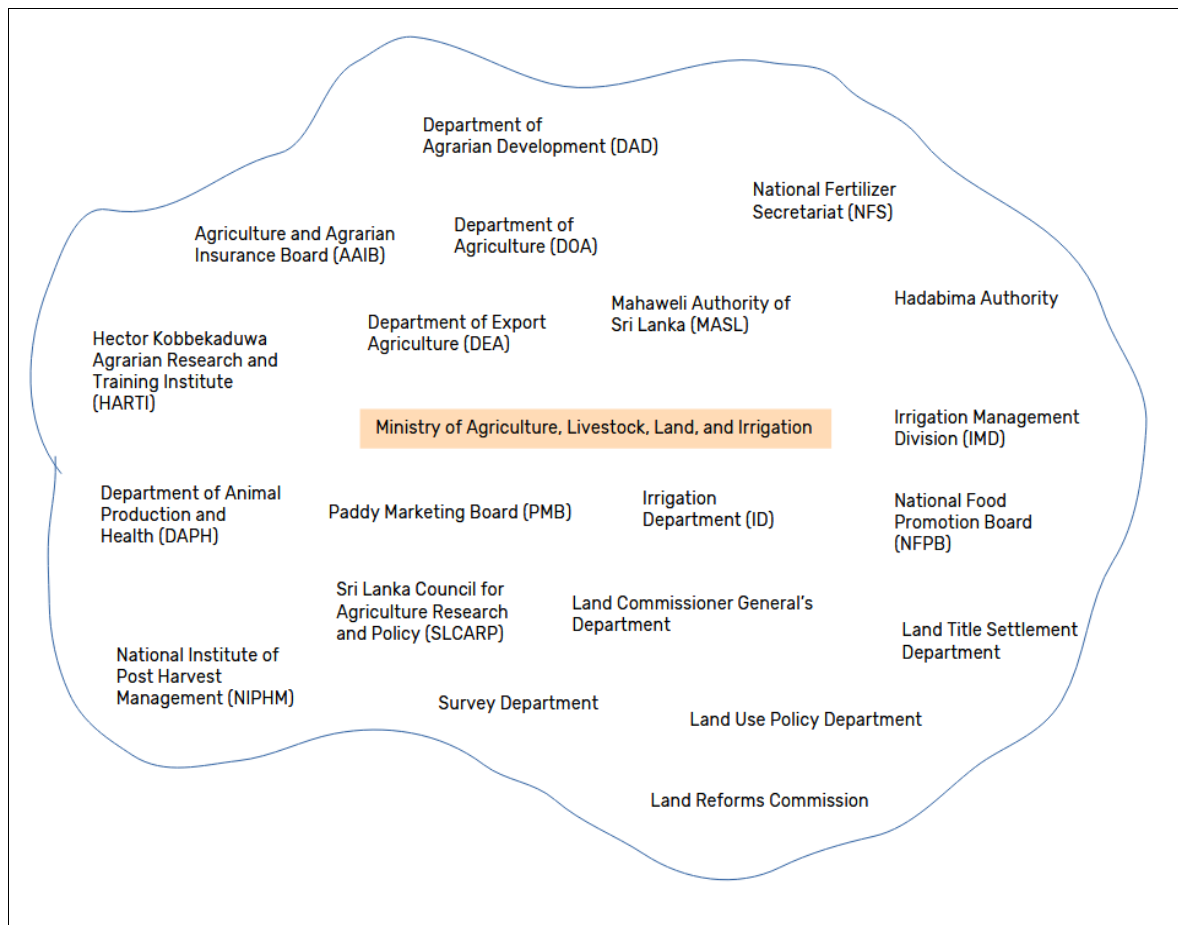 Department of
Agrarian Development (DAD)
National Fertilizer
Secretariat (NFS)
Agriculture and Agrarian
Insurance Board (AAIB)
Department of
Agriculture (DOA)
Hadabima Authority
Mahaweli Authority of
Sri Lanka (MASL)
Department of Export
Agriculture (DEA)
Hector Kobbekaduwa
Agrarian Research and
Training Institute
(HARTI)
Ministry of Agriculture, Livestock, Land, and Irrigation
Irrigation Management
Division (IMD)
Department of Animal
Production and
Health (DAPH)
Paddy Marketing Board (PMB)
Irrigation
Department (ID)
National Food
Promotion Board
(NFPB)
Sri Lanka Council for
Agriculture Research
and Policy (SLCARP)
Land Commissioner General's
Department
Land Title Settlement
Department
National Institute of
Post Harvest
Management (NIPHM)
Survey Department
Land Use Policy Department
Land Reforms Commission